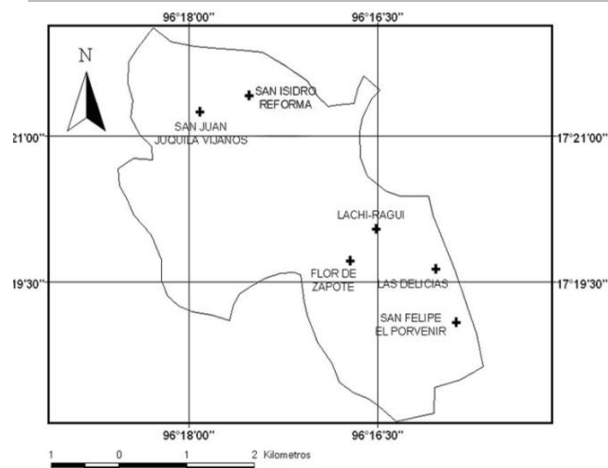 96°18'00" 96°16'30"
N
SAN ISIDRO
REFORMA
SAN JUAN
JUQUILA VIJANOS
21'00" 17°21'00"
LACHI-RAGUI
FLOR DE
ZAPOTE
LAS DELICIAS
19'30" 17°19'30"
SAN FELIPE
EL PORVENIR
96°18'00" 96°16'30"
1 0 1 2 Kilometros